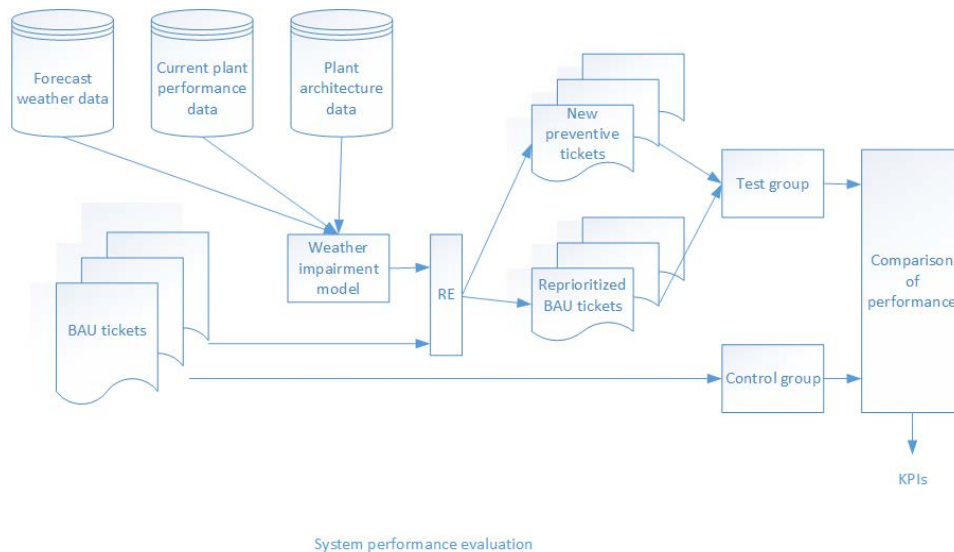 Forecast
weather data
Current plant
performance
data
Plant
architecture
data
New
preventive
tickets
Test group
Weather
impairment
model
RE
Reprioritized
BAU tickets
Comparison
of
performance
BAU tickets
Control group
KPIs
System performance evaluation